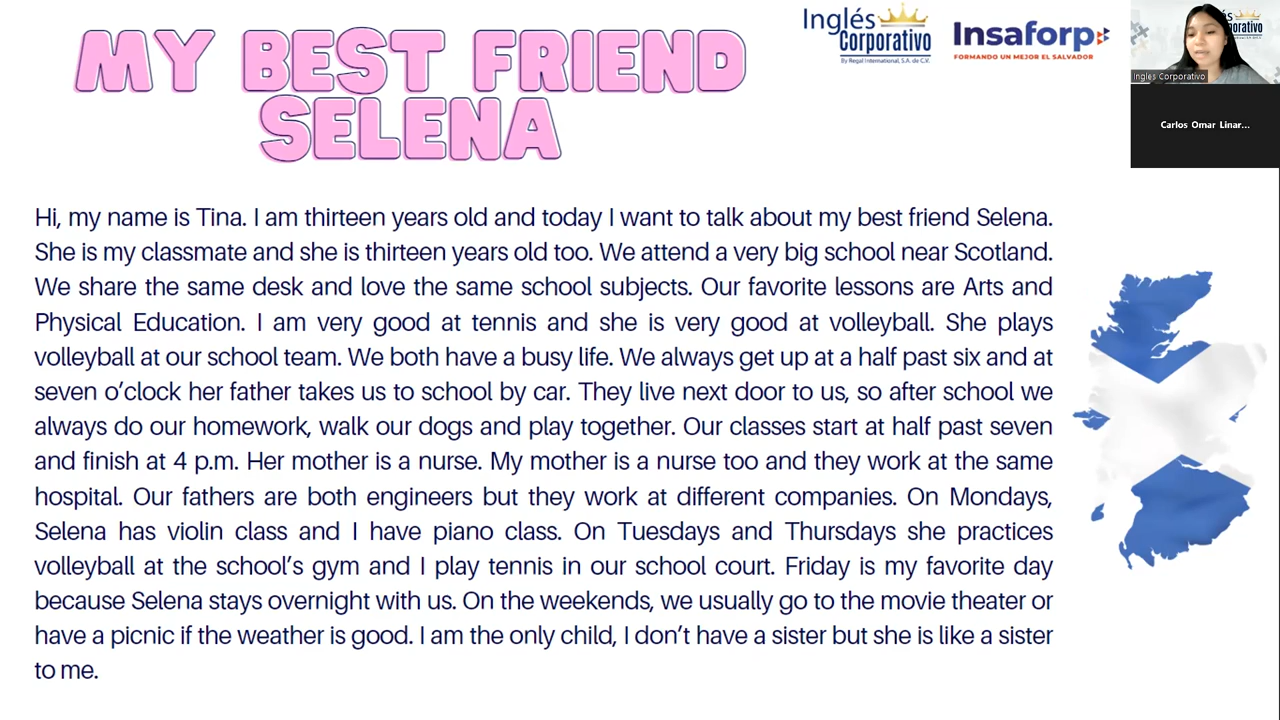 MY BEST FRIEND
SELENA
Inglés
Corporativo
By Regal International, S.A. de C.V.
Insaforp
FORMANDO UN MEJOR EL SALVADOR
Ingles Corporativo
Carlos Omar Linar...
Hi, my name is Tina. I am thirteen years old and today I want to talk about my best friend Selena.
She is my classmate and she is thirteen years old too. We attend a very big school near Scotland.
We share the same desk and love the same school subjects. Our favorite lessons are Arts and
Physical Education. I am very good at tennis and she is very good at volleyball. She plays
volleyball at our school team. We both have a busy life. We always get up at a half past six and at
seven o’clock her father takes us to school by car. They live next door to us, so after school we
always do our homework, walk our dogs and play together. Our classes start at half past seven
and finish at 4 p.m. Her mother is a nurse. My mother is a nurse too and they work at the same
hospital. Our fathers are both engineers but they work at different companies. On Mondays,
Selena has violin class and I have piano class. On Tuesdays and Thursdays she practices
volleyball at the school’s gym and I play tennis in our school court. Friday is my favorite day
because Selena stays overnight with us. On the weekends, we usually go to the movie theater or
have a picnic if the weather is good. I am the only child, I don’t have a sister but she is like a sister
to me.